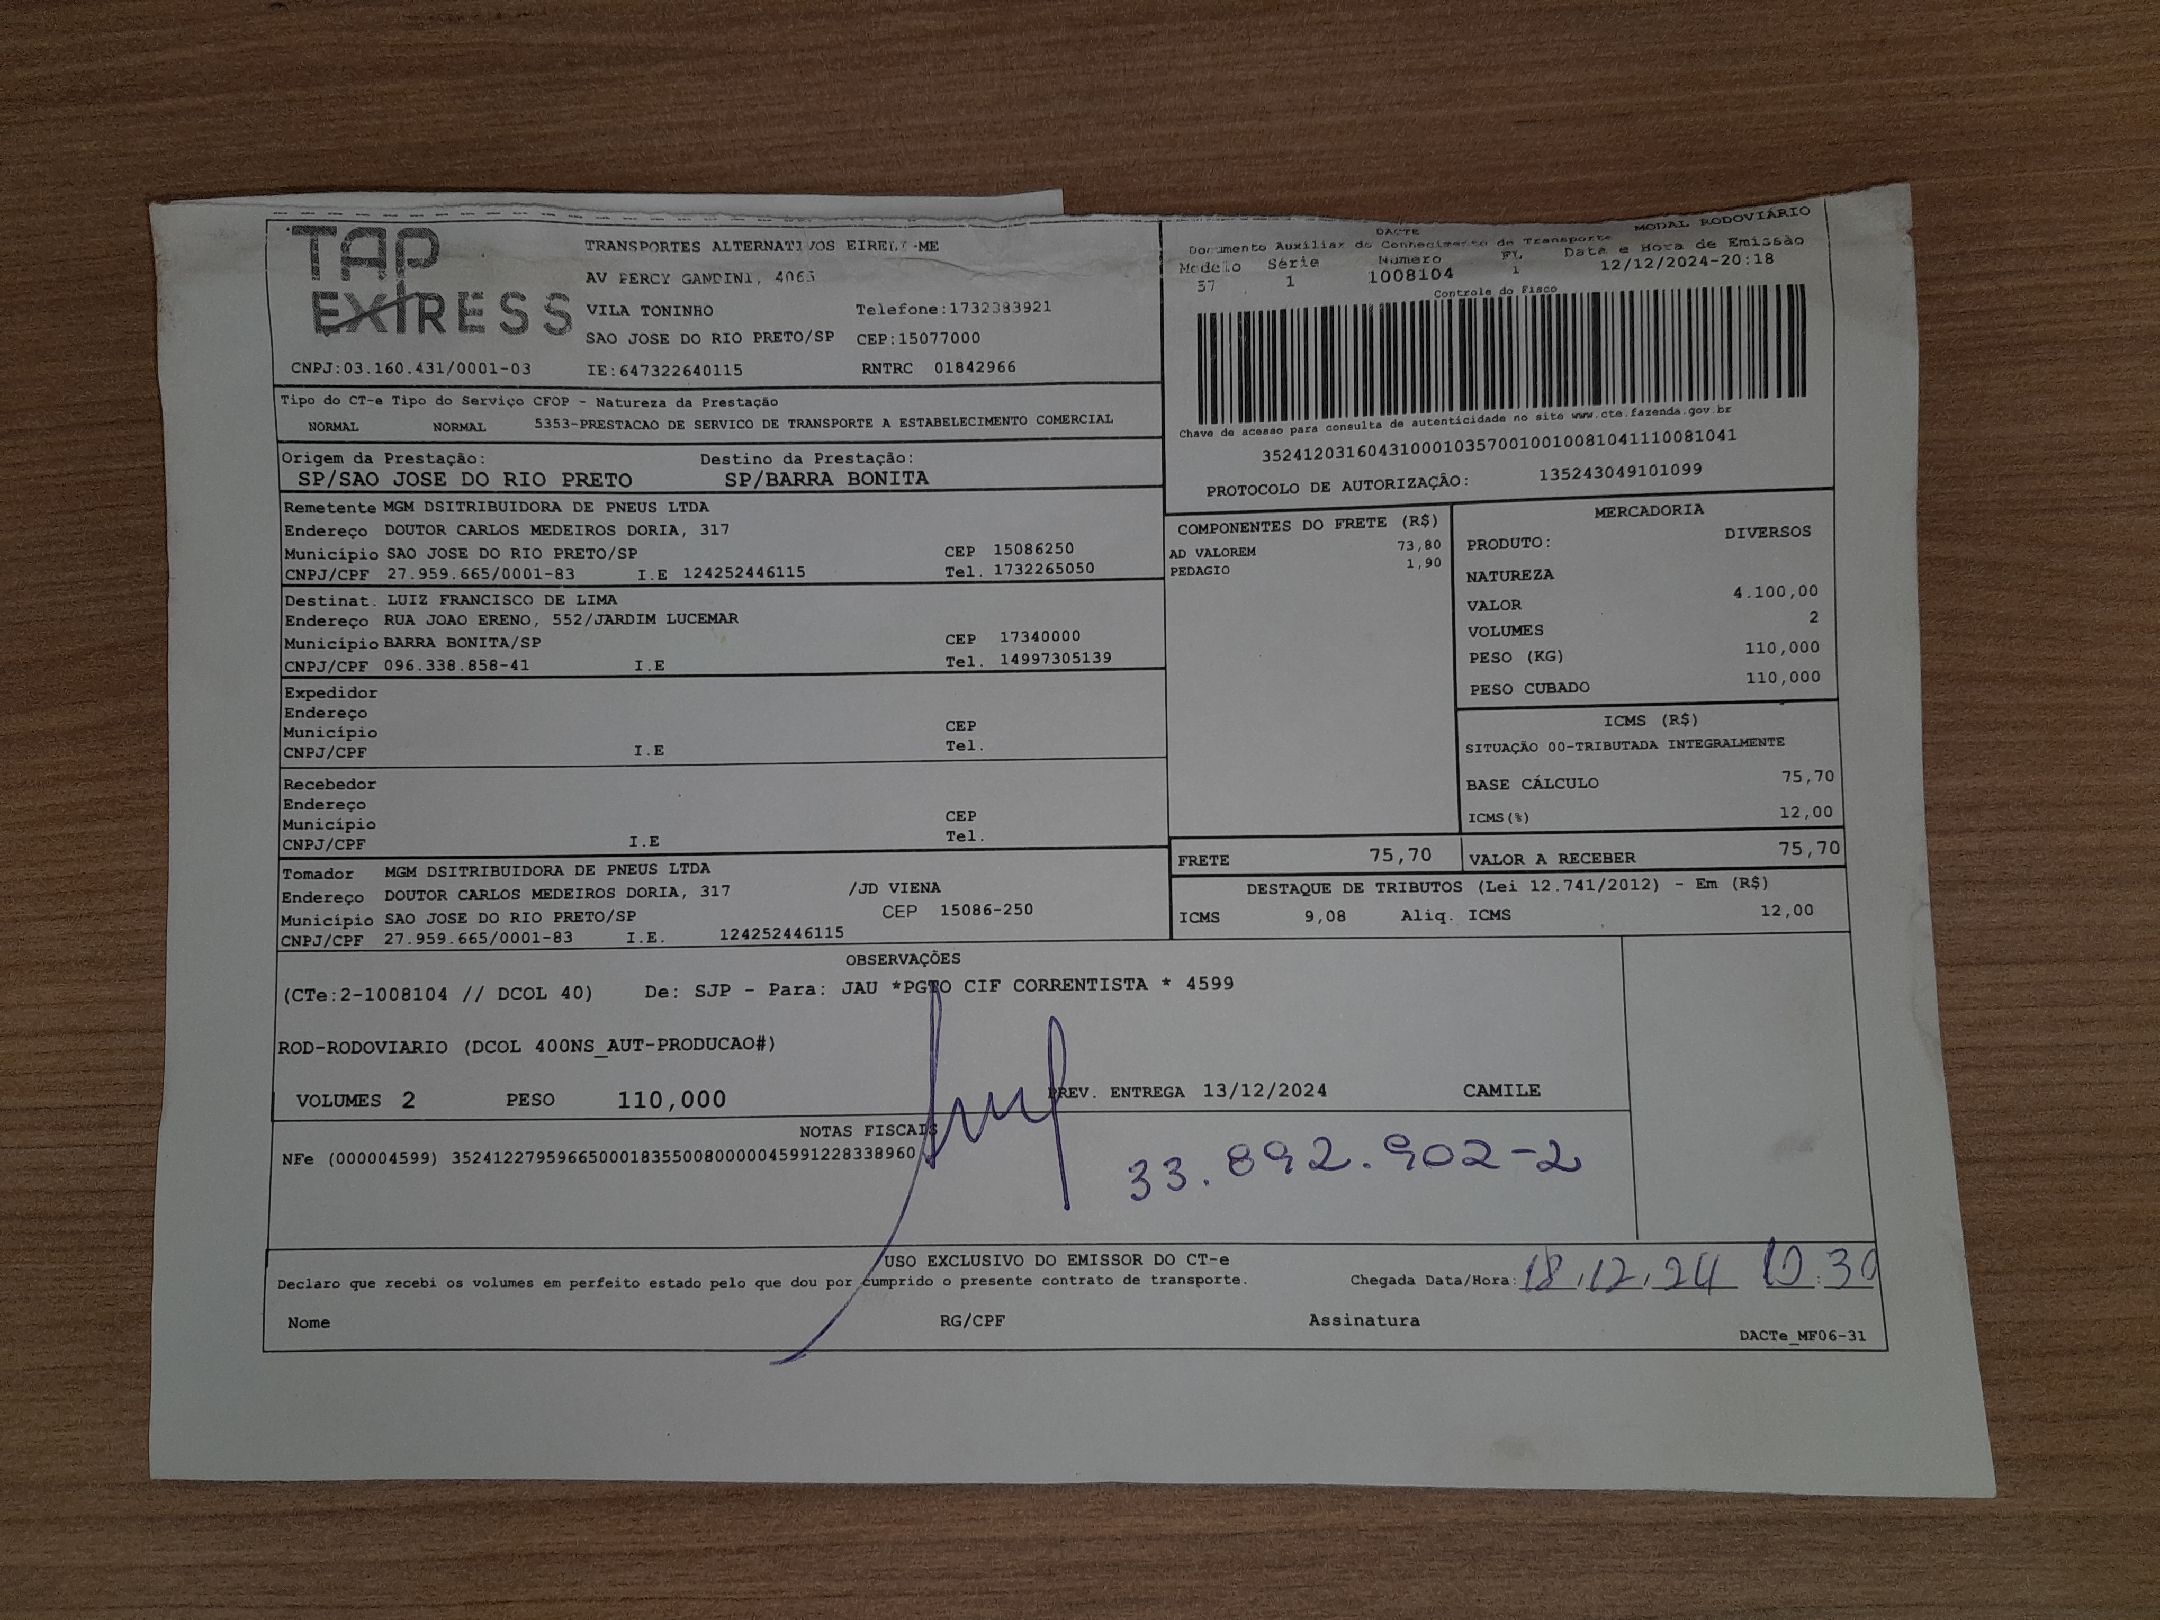 TAP
EXPRESS
TRANSPORTES ALTERNATIVOS EIRELI-ME
AV PERCY GANDINI, 4065
VILA TONINHO Telefone:1732383921
SAO JOSE DO RIO PRETO/SP CEP:15077000
CNPJ:03.160.431/0001-03 IE:647322640115 RNTRC 01842966
DACTE MODAL RODOVIÁRIO
Documento Auxiliar do Conhecimento de Transporte
Modelo Série Número FL Data e Hora de Emissão
57 1 1008104 1 12/12/2024-20:18
Controle do Fisco
Chave de acesso para consulta de autenticidade no site www.cte.fazenda.gov.br
35241203160431000103570010010081041110081041
PROTOCOLO DE AUTORIZAÇÃO: 135243049101099
Tipo do CT-e Tipo do Serviço CFOP - Natureza da Prestação
NORMAL NORMAL 5353-PRESTACAO DE SERVICO DE TRANSPORTE A ESTABELECIMENTO COMERCIAL
Origem da Prestação: Destino da Prestação:
SP/SAO JOSE DO RIO PRETO SP/BARRA BONITA
Remetente MGM DSITRIBUIDORA DE PNEUS LTDA
Endereço DOUTOR CARLOS MEDEIROS DORIA, 317
Município SAO JOSE DO RIO PRETO/SP CEP 15086250
CNPJ/CPF 27.959.665/0001-83 I.E 124252446115 Tel. 1732265050
Destinat. LUIZ FRANCISCO DE LIMA
Endereço RUA JOAO ERENO, 552/JARDIM LUCEMAR
Município BARRA BONITA/SP CEP 17340000
CNPJ/CPF 096.338.858-41 I.E Tel. 14997305139
Expedidor
Endereço
Município CEP
CNPJ/CPF I.E Tel.
Recebedor
Endereço
Município CEP
CNPJ/CPF I.E Tel.
Tomador MGM DSITRIBUIDORA DE PNEUS LTDA
Endereço DOUTOR CARLOS MEDEIROS DORIA, 317 /JD VIENA
Município SAO JOSE DO RIO PRETO/SP CEP 15086-250
CNPJ/CPF 27.959.665/0001-83 I.E. 124252446115
COMPONENTES DO FRETE (R$)
AD VALOREM 73,80
PEDAGIO 1,90
MERCADORIA
PRODUTO: DIVERSOS
NATUREZA
VALOR 4.100,00
VOLUMES 2
PESO (KG) 110,000
PESO CUBADO 110,000
ICMS (R$)
SITUAÇÃO 00-TRIBUTADA INTEGRALMENTE
BASE CÁLCULO 75,70
ICMS(%) 12,00
FRETE 75,70 VALOR A RECEBER 75,70
DESTAQUE DE TRIBUTOS (Lei 12.741/2012) - Em (R$)
ICMS 9,08 Aliq. ICMS 12,00
OBSERVAÇÕES
(CTe:2-1008104 // DCOL 40) De: SJP - Para: JAU *PGTO CIF CORRENTISTA * 4599
ROD-RODOVIARIO (DCOL 400NS_AUT-PRODUCAO#)
VOLUMES 2 PESO 110,000 PREV. ENTREGA 13/12/2024 CAMILE
NOTAS FISCAIS
NFe (000004599) 35241227959665000183550080000045991228338960
33.892.902-2
USO EXCLUSIVO DO EMISSOR DO CT-e
Declaro que recebi os volumes em perfeito estado pelo que dou por cumprido o presente contrato de transporte. Chegada Data/Hora: 18.12.24 10:30
Nome RG/CPF Assinatura
DACTe_MF06-31